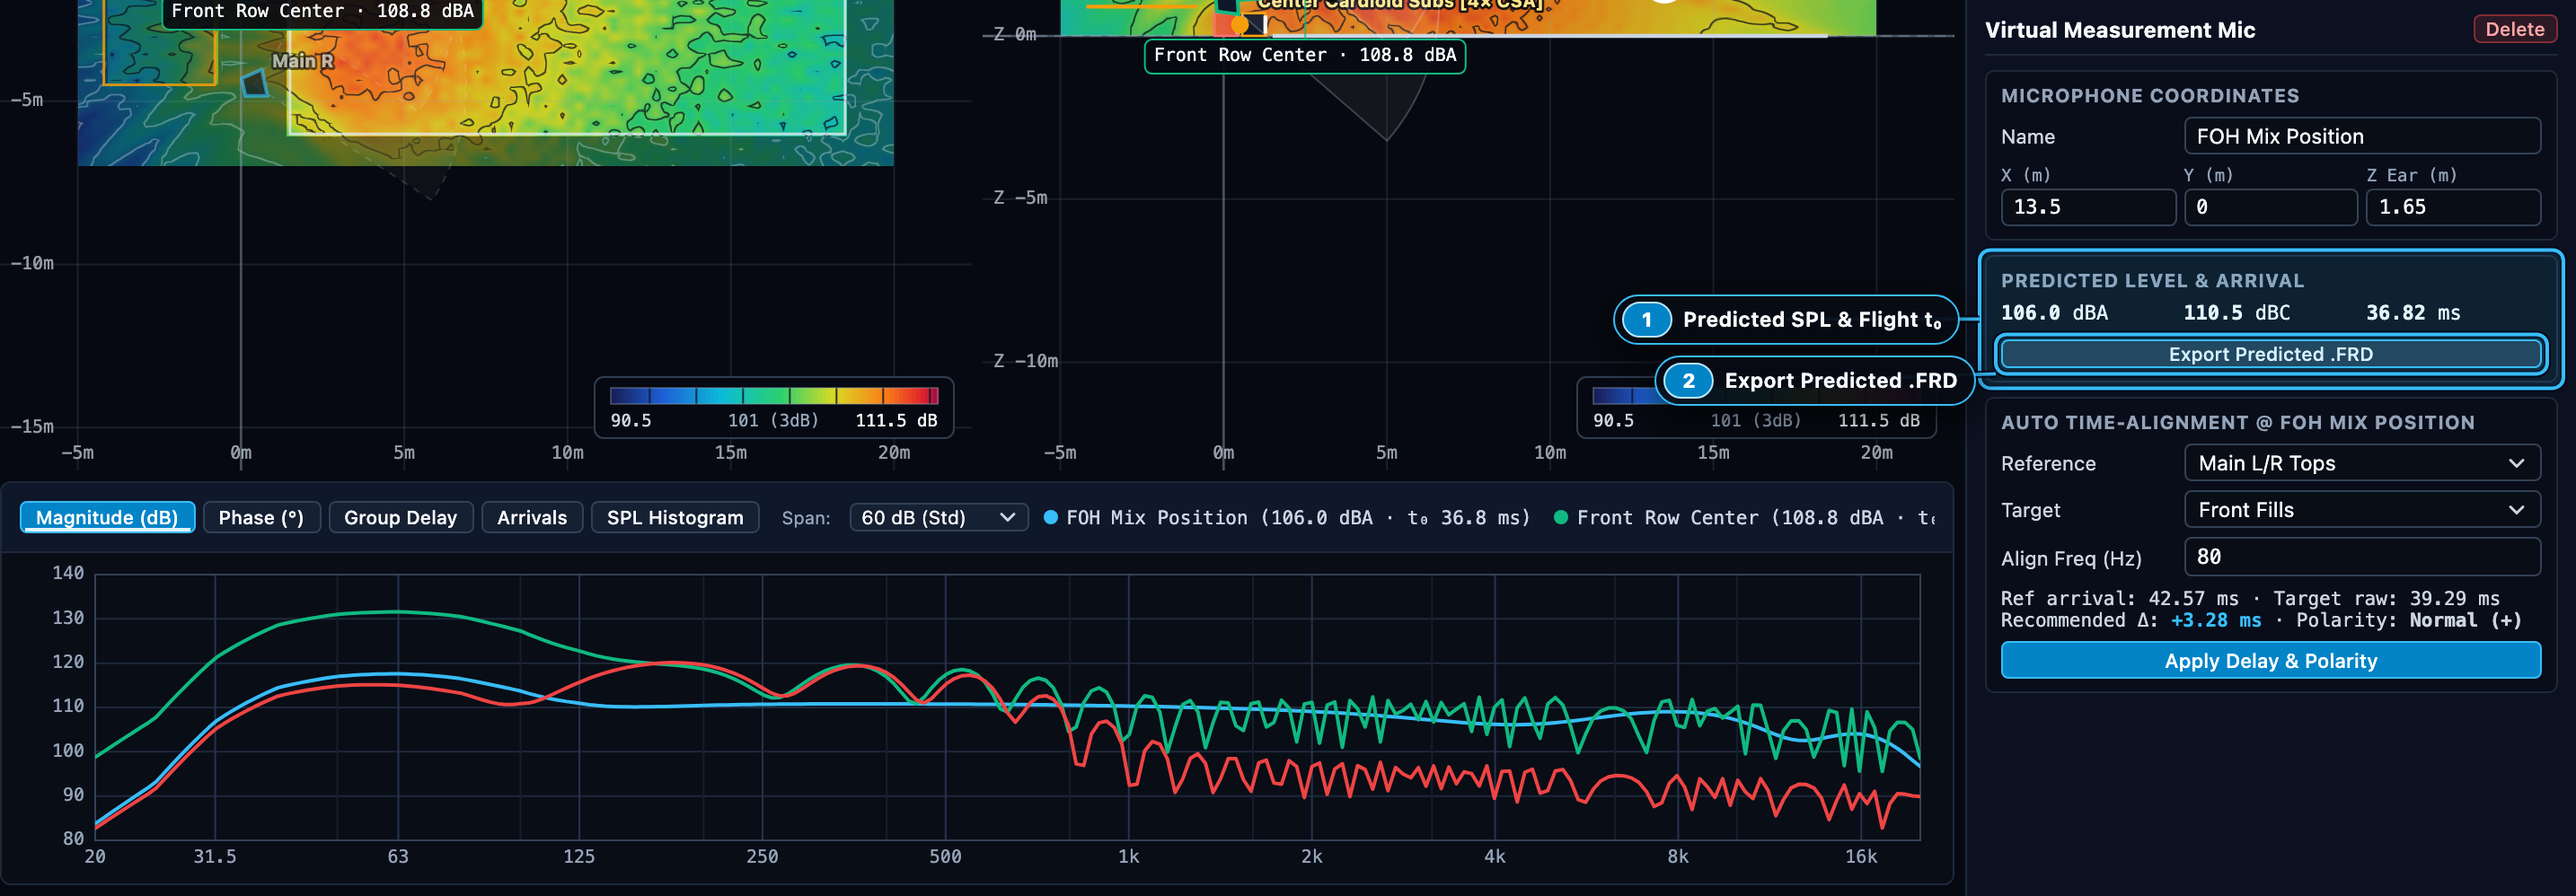 Front Row Center · 108.8 dBA
Main R
−5m
−10m
−15m
90.5 101 (3dB) 111.5 dB
−5m 0m 5m 10m 15m 20m
Center Cardioid Subs [4× CSA]
Z 0m
Front Row Center · 108.8 dBA
Z −5m
Z −10m
90.5 101 (3dB) 111.5 dB
−5m 0m 5m 10m 15m 20m
1 Predicted SPL & Flight t₀
2 Export Predicted .FRD
Magnitude (dB) Phase (°) Group Delay Arrivals SPL Histogram Span: 60 dB (Std) FOH Mix Position (106.0 dBA · t₀ 36.8 ms) Front Row Center (108.8 dBA · t₀
140
130
120
110
100
90
80
20 31.5 63 125 250 500 1k 2k 4k 8k 16k
Virtual Measurement Mic Delete
MICROPHONE COORDINATES
Name FOH Mix Position
X (m) Y (m) Z Ear (m)
13.5 0 1.65
PREDICTED LEVEL & ARRIVAL
106.0 dBA 110.5 dBC 36.82 ms
Export Predicted .FRD
AUTO TIME-ALIGNMENT @ FOH MIX POSITION
Reference Main L/R Tops
Target Front Fills
Align Freq (Hz) 80
Ref arrival: 42.57 ms · Target raw: 39.29 ms
Recommended Δ: +3.28 ms · Polarity: Normal (+)
Apply Delay & Polarity